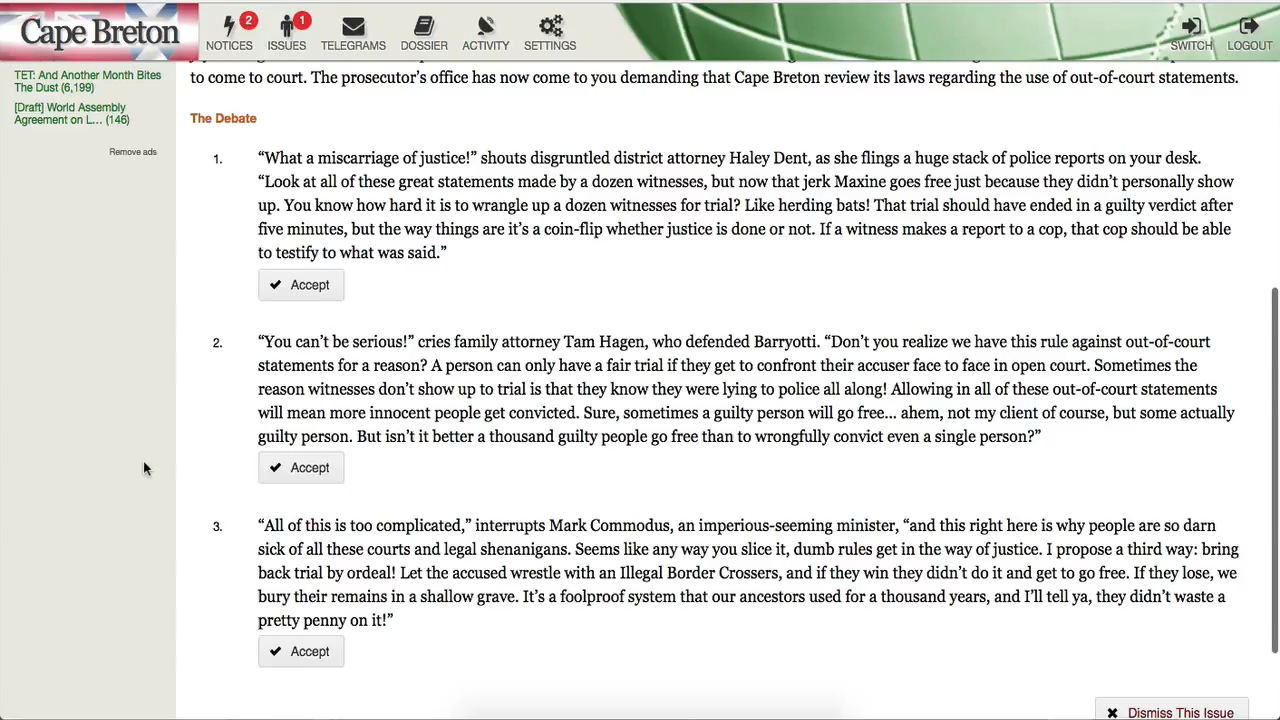 Cape Breton
2
1
NOTICES ISSUES TELEGRAMS DOSSIER ACTIVITY SETTINGS SWITCH LOGOUT
TET: And Another Month Bites
The Dust (6,199)
[Draft] World Assembly
Agreement on L... (146)
Remove ads
to come to court. The prosecutor's office has now come to you demanding that Cape Breton review its laws regarding the use of out-of-court statements.
The Debate
1. “What a miscarriage of justice!” shouts disgruntled district attorney Haley Dent, as she flings a huge stack of police reports on your desk.
“Look at all of these great statements made by a dozen witnesses, but now that jerk Maxine goes free just because they didn’t personally show
up. You know how hard it is to wrangle up a dozen witnesses for trial? Like herding bats! That trial should have ended in a guilty verdict after
five minutes, but the way things are it’s a coin-flip whether justice is done or not. If a witness makes a report to a cop, that cop should be able
to testify to what was said.”
Accept
2. “You can’t be serious!” cries family attorney Tam Hagen, who defended Barryotti. “Don’t you realize we have this rule against out-of-court
statements for a reason? A person can only have a fair trial if they get to confront their accuser face to face in open court. Sometimes the
reason witnesses don’t show up to trial is that they know they were lying to police all along! Allowing in all of these out-of-court statements
will mean more innocent people get convicted. Sure, sometimes a guilty person will go free... ahem, not my client of course, but some actually
guilty person. But isn’t it better a thousand guilty people go free than to wrongfully convict even a single person?”
Accept
3. “All of this is too complicated,” interrupts Mark Commodus, an imperious-seeming minister, “and this right here is why people are so darn
sick of all these courts and legal shenanigans. Seems like any way you slice it, dumb rules get in the way of justice. I propose a third way: bring
back trial by ordeal! Let the accused wrestle with an Illegal Border Crossers, and if they win they didn’t do it and get to go free. If they lose, we
bury their remains in a shallow grave. It’s a foolproof system that our ancestors used for a thousand years, and I’ll tell ya, they didn’t waste a
pretty penny on it!”
Accept
Dismiss This Issue